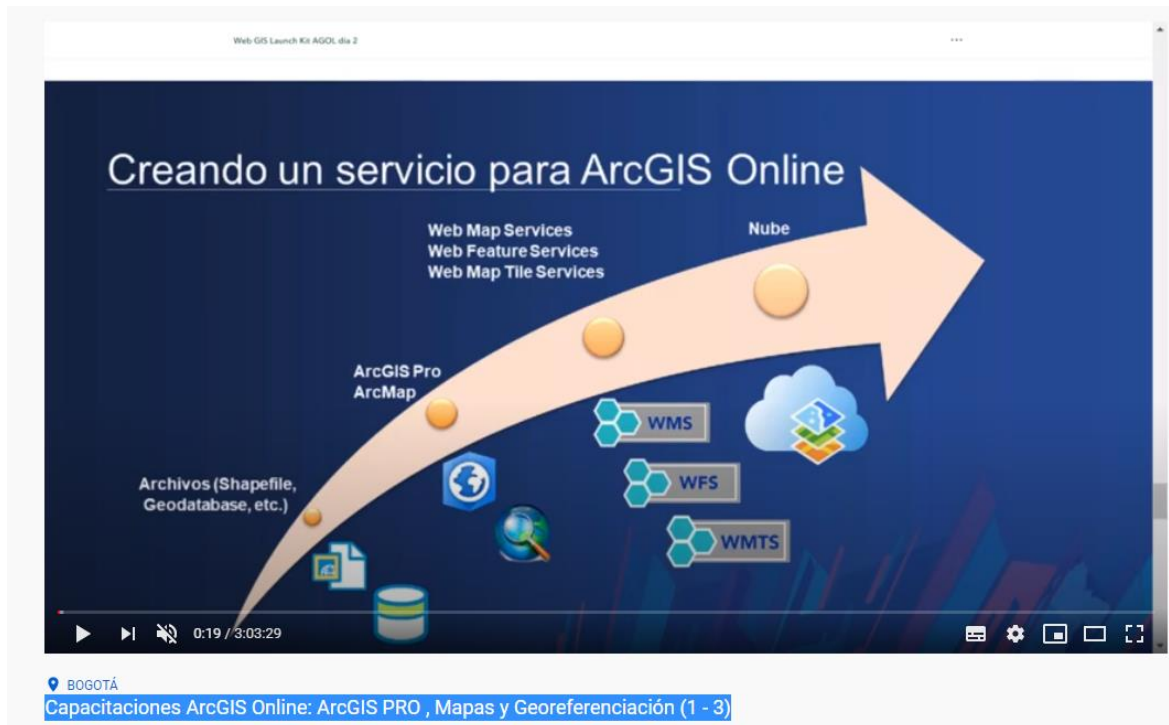 Web GIS Launch Kit AGOL día 2
...
Creando un servicio para ArcGIS Online
Web Map Services
Web Feature Services
Web Map Tile Services
Nube
ArcGIS Pro
ArcMap
WMS
Archivos (Shapefile,
Geodatabase, etc.)
WFS
WMTS
0:19 / 3:03:29
BOGOTÁ
Capacitaciones ArcGIS Online: ArcGIS PRO , Mapas y Georeferenciación (1 - 3)